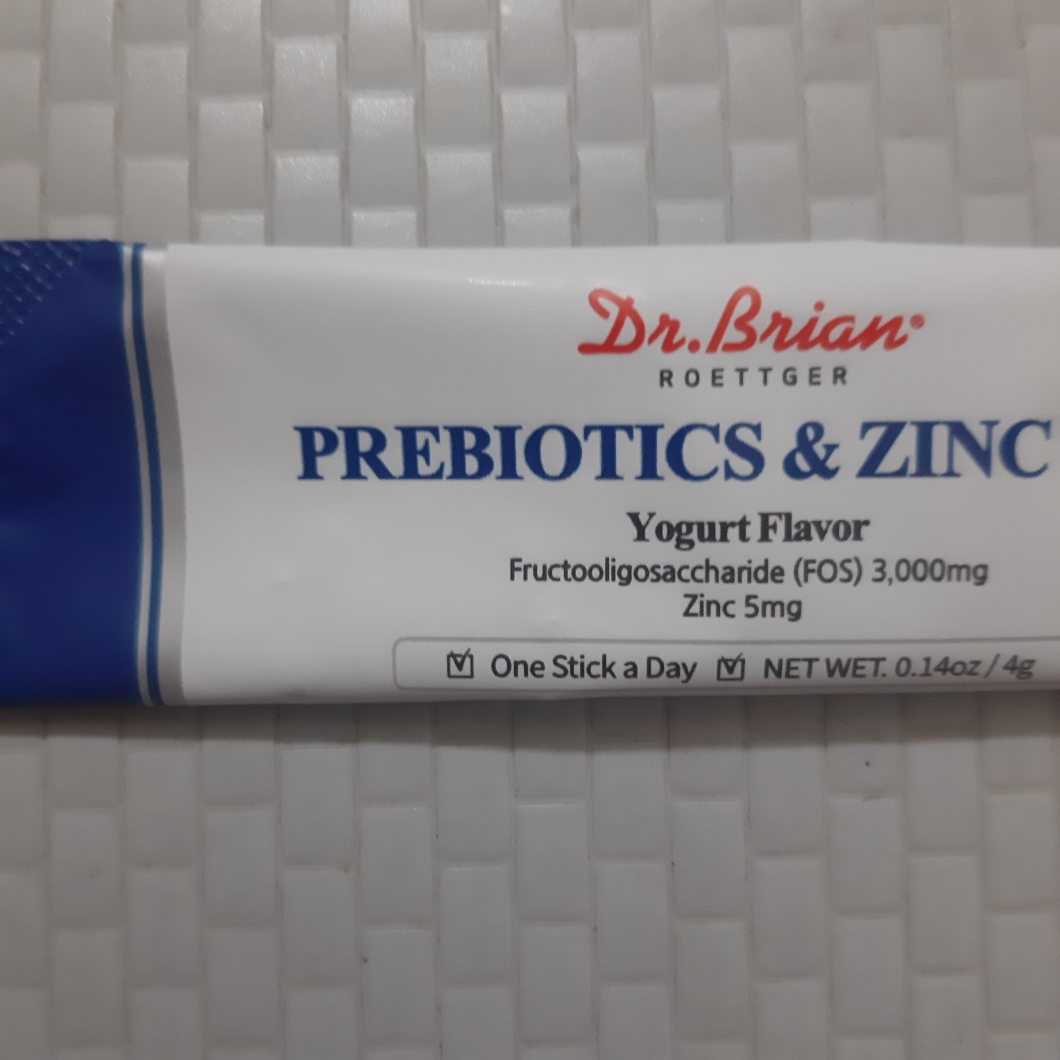 Dr.Brian®
ROETTGER
PREBIOTICS & ZINC
Yogurt Flavor
Fructooligosaccharide (FOS) 3,000mg
Zinc 5mg
☑ One Stick a Day ☑ NET WET. 0.14oz / 4g